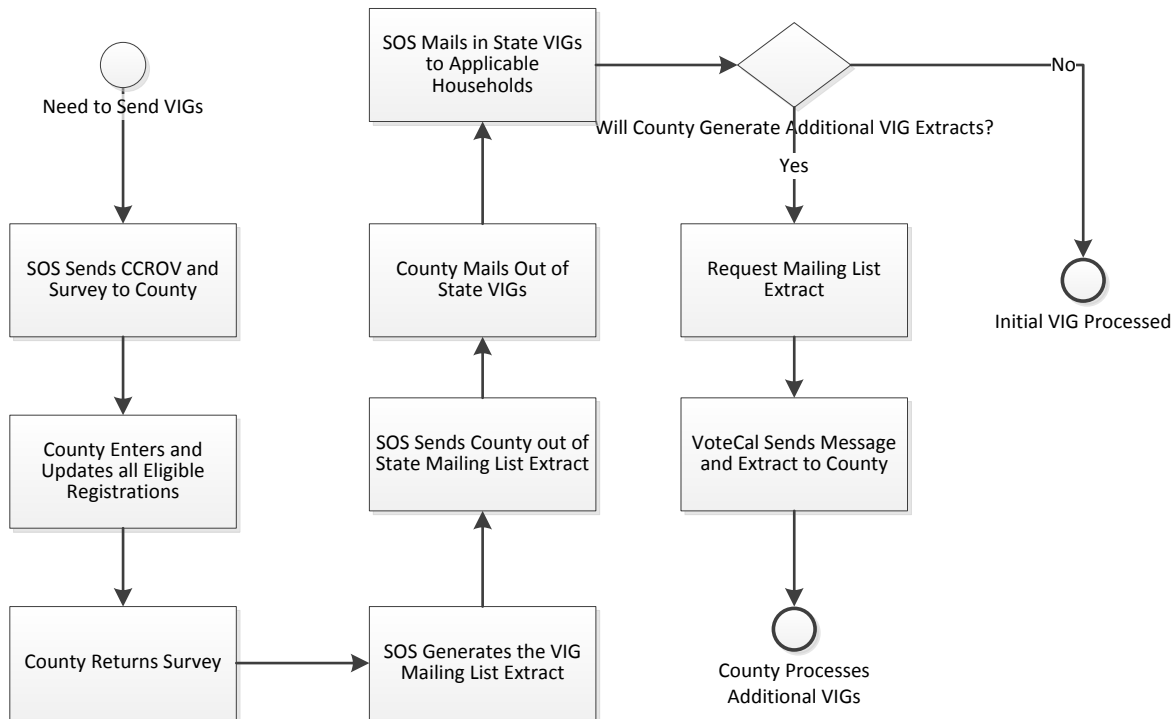 Need to Send VIGs
SOS Sends CCROV and
Survey to County
County Enters and
Updates all Eligible
Registrations
County Returns Survey
SOS Generates the VIG
Mailing List Extract
SOS Sends County out of
State Mailing List Extract
County Mails Out of
State VIGs
SOS Mails in State VIGs
to Applicable
Households
Will County Generate Additional VIG Extracts?
No
Initial VIG Processed
Yes
Request Mailing List
Extract
VoteCal Sends Message
and Extract to County
County Processes
Additional VIGs